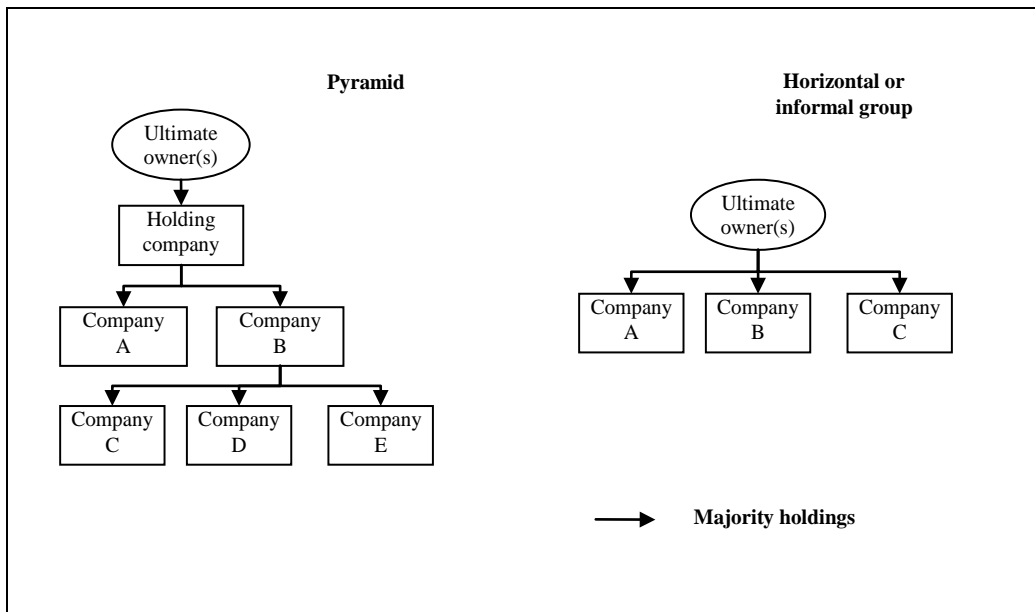 Pyramid
Ultimate
owner(s)
Holding
company
Company
A
Company
B
Company
C
Company
D
Company
E
Horizontal or
informal group
Ultimate
owner(s)
Company
A
Company
B
Company
C
Majority holdings